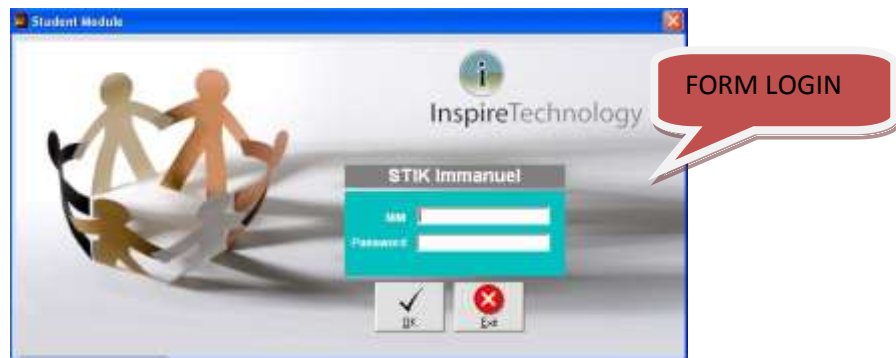 Student Module
FORM LOGIN
i
InspireTechnology
STIK Immanuel
NIM
Password
OK
Exit